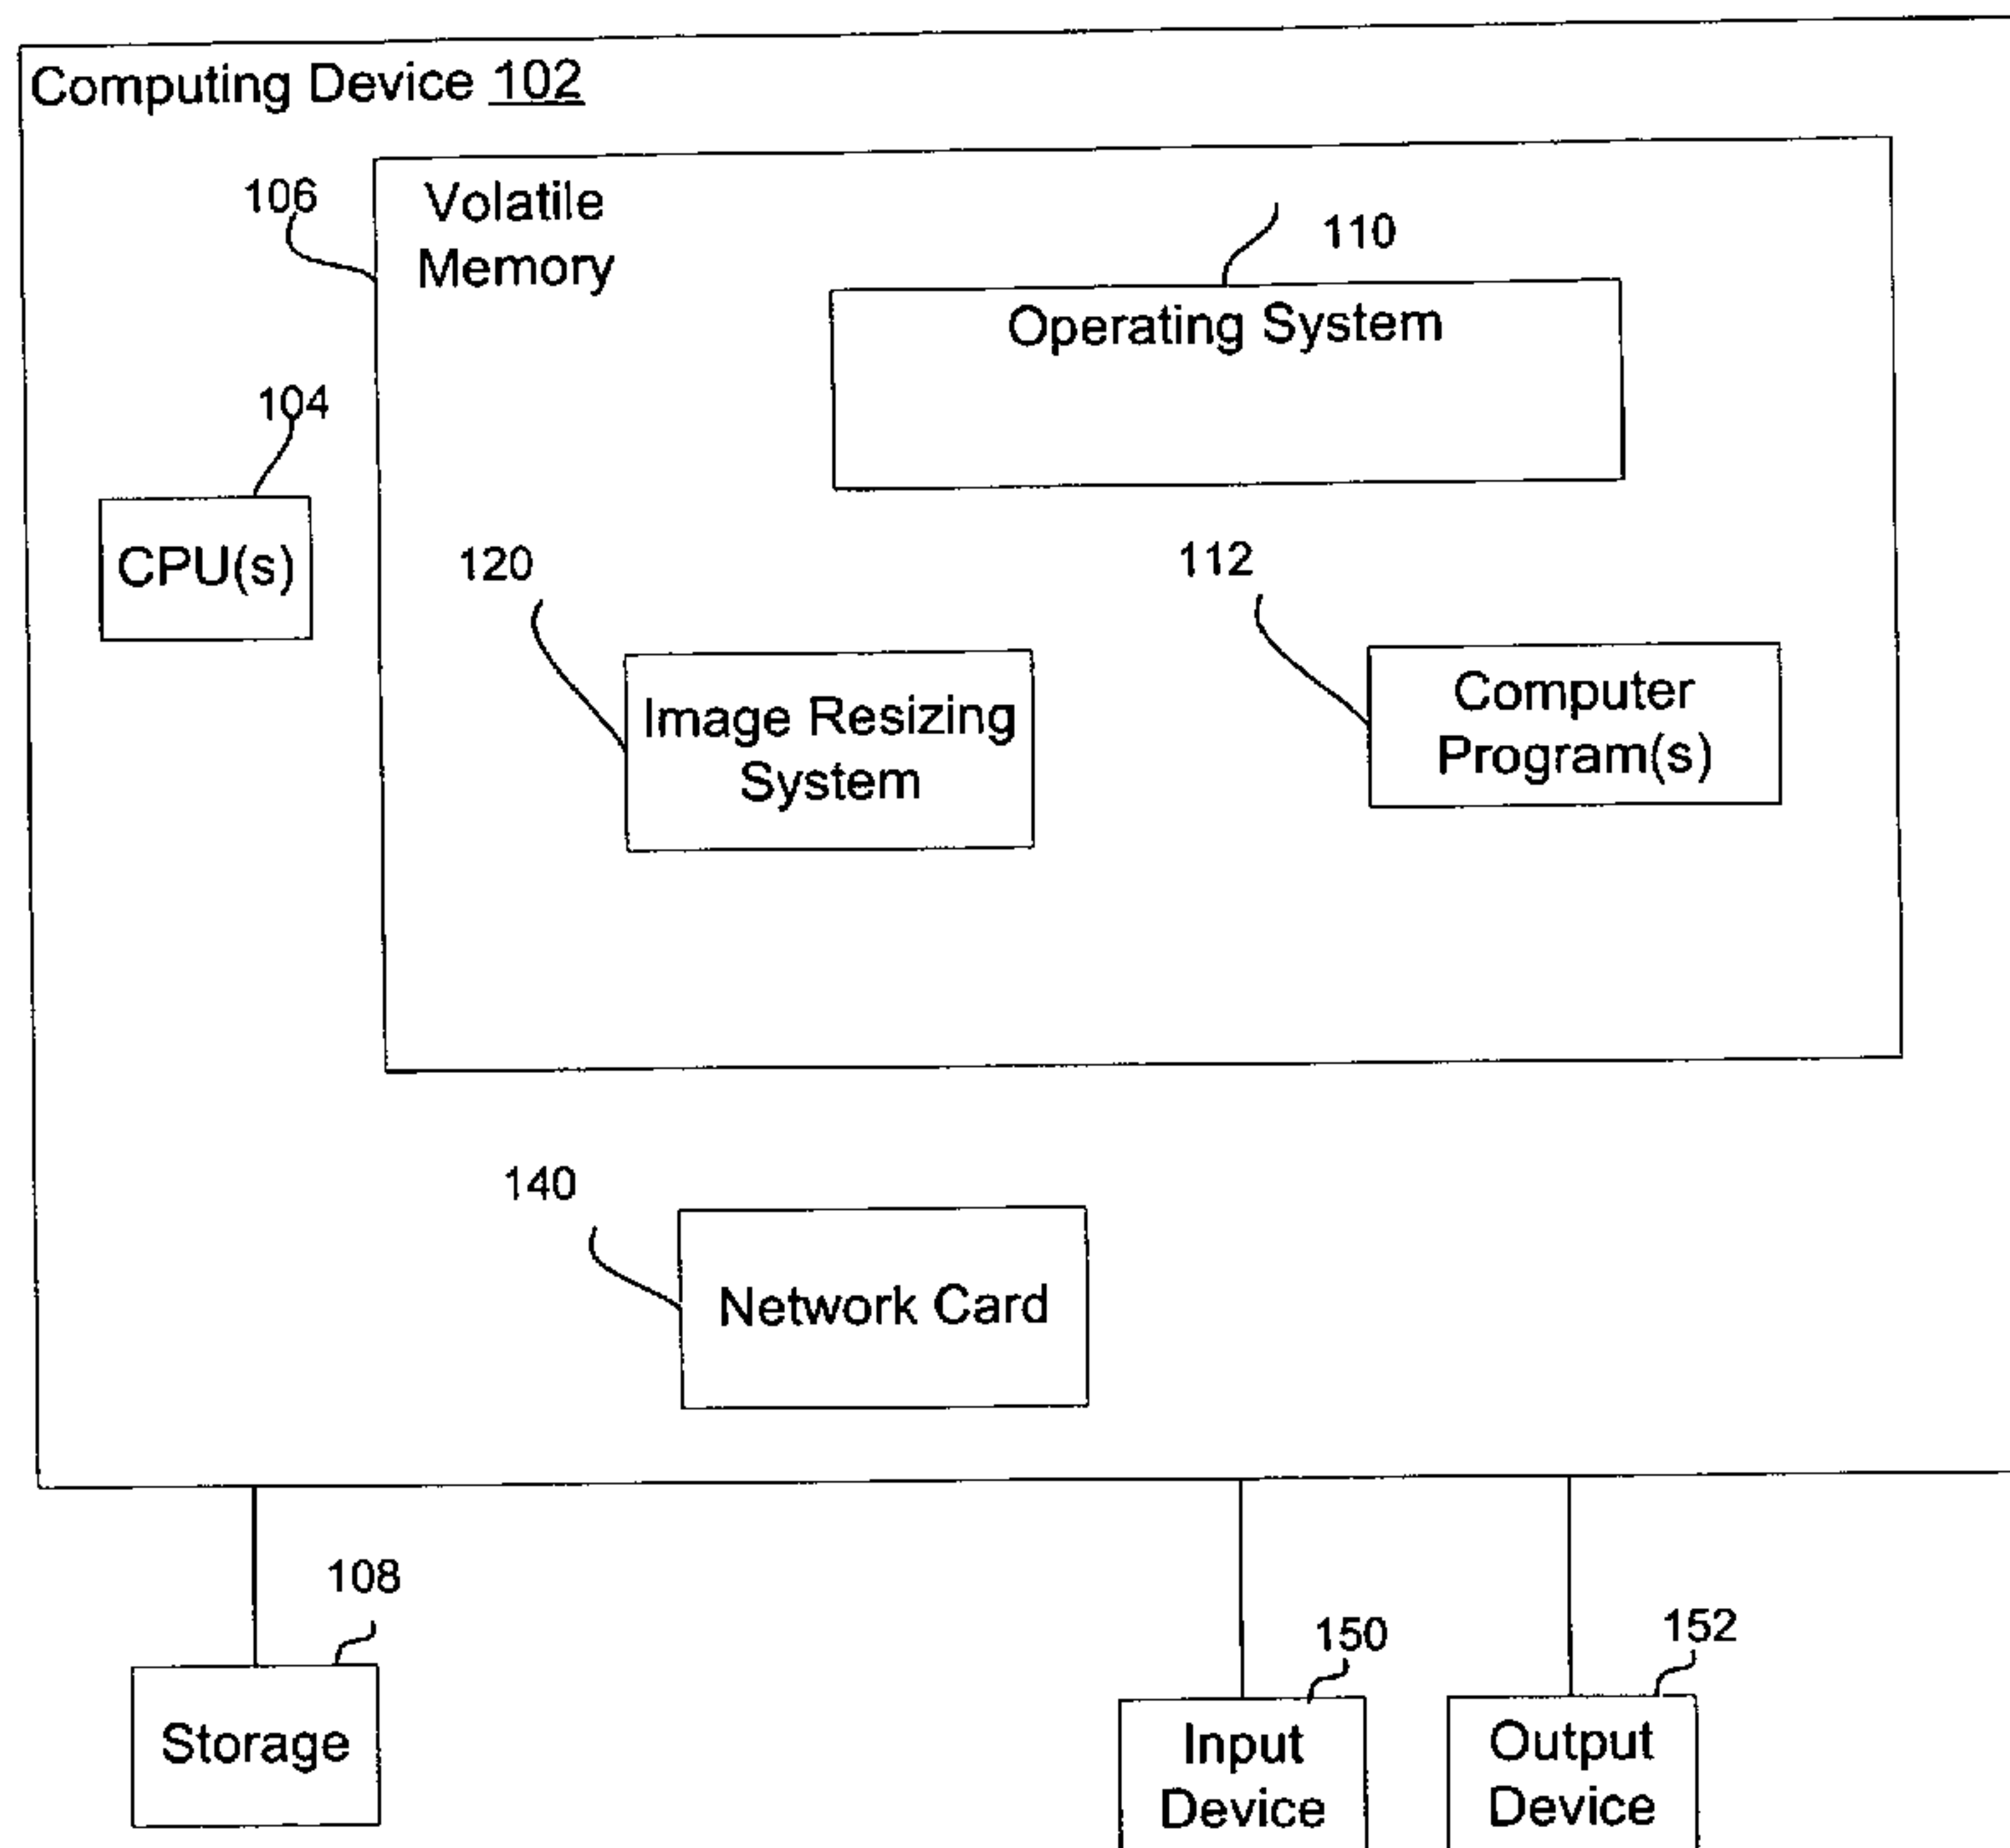 Computing Device 102
106
Volatile
Memory
110
Operating System
104
CPU(s)
120
112
Image Resizing
System
Computer
Program(s)
140
Network Card
108
Storage
150
152
Input
Device
Output
Device